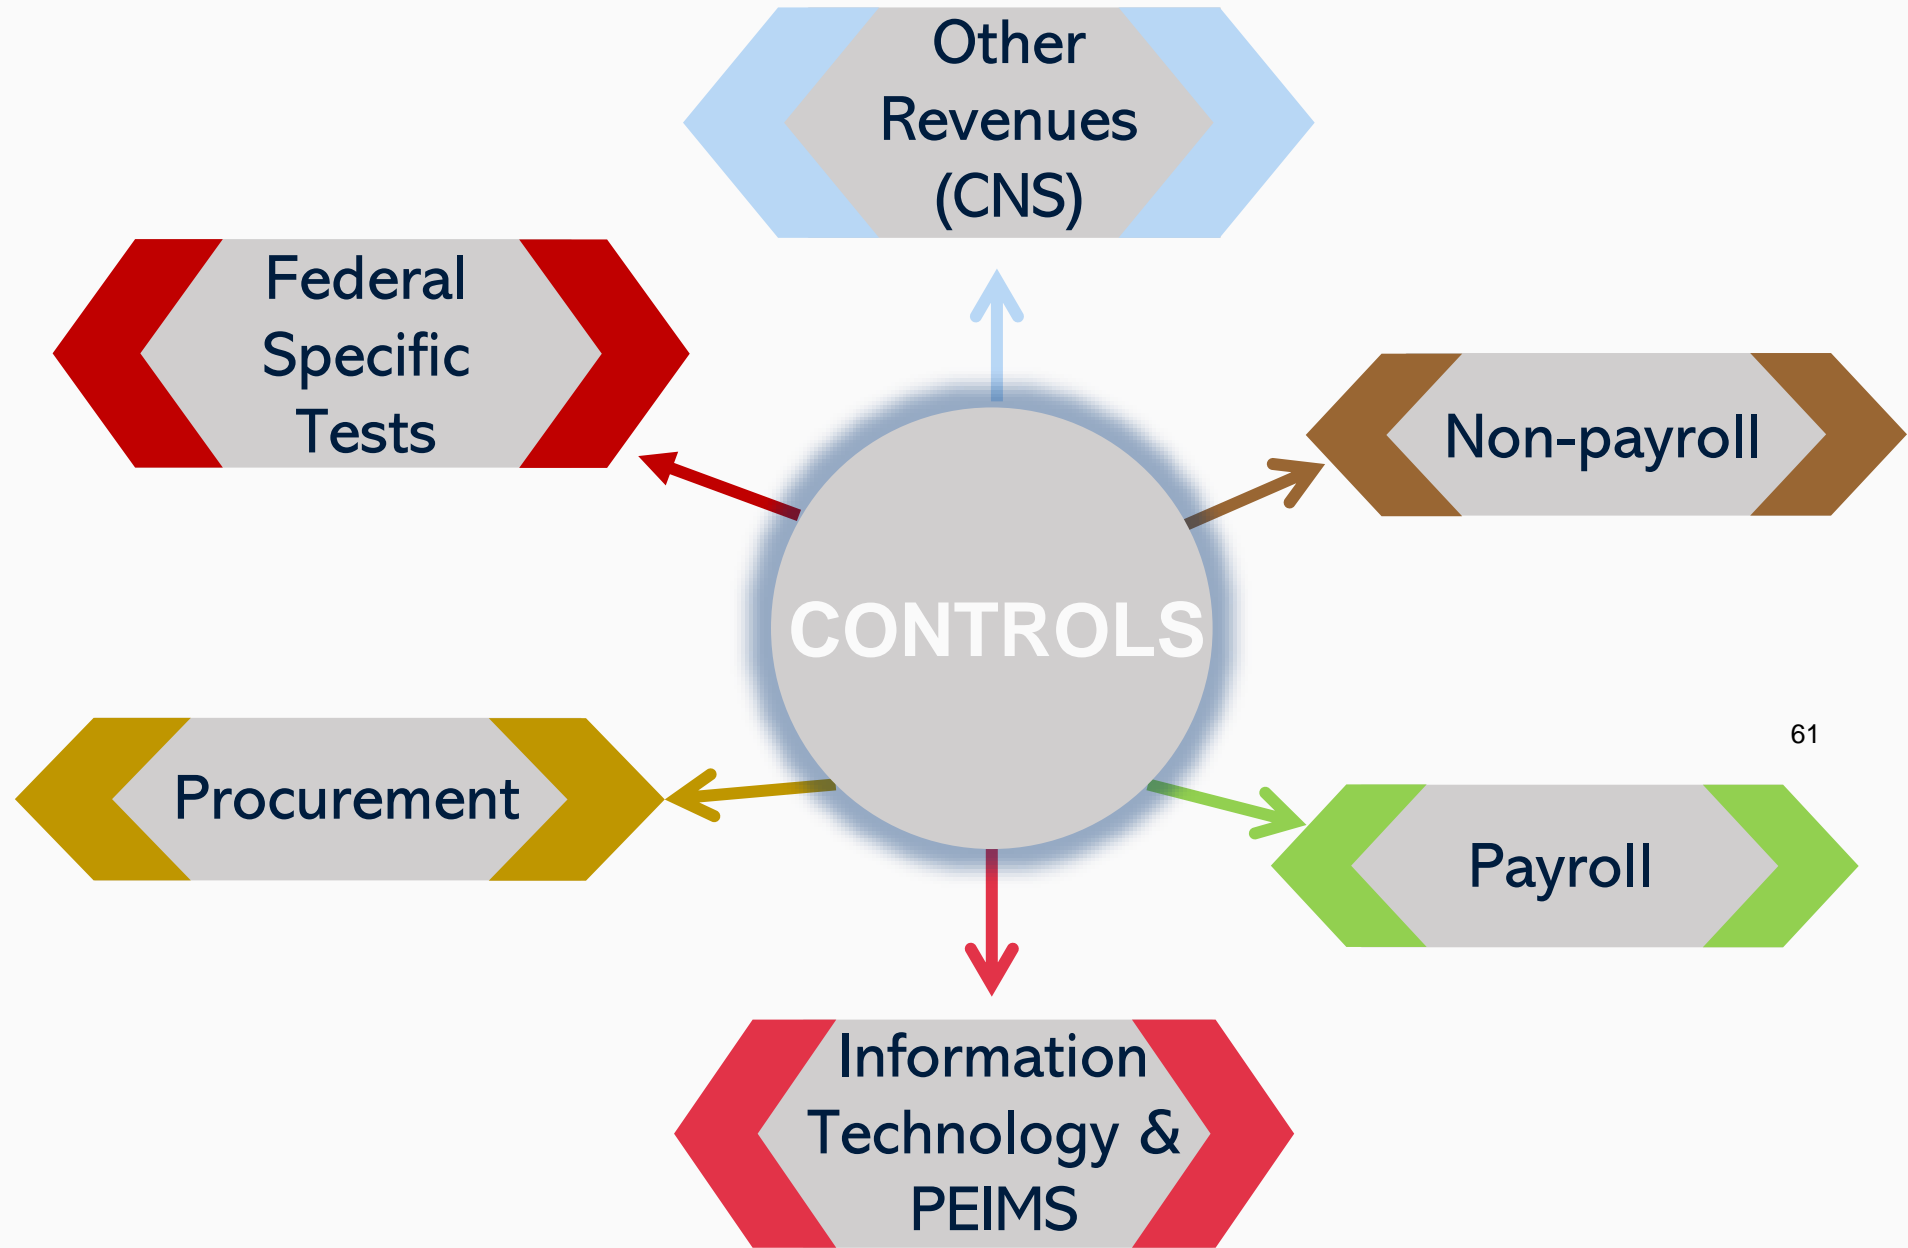 Other
Revenues
(CNS)
Federal
Specific
Tests
Non-payroll
CONTROLS
61
Procurement
Payroll
Information
Technology &
PEIMS